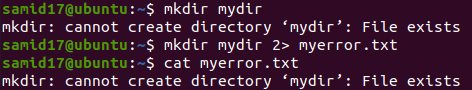 samid17@ubuntu:~$ mkdir mydir
mkdir: cannot create directory ‘mydir’: File exists
samid17@ubuntu:~$ mkdir mydir 2> myerror.txt
samid17@ubuntu:~$ cat myerror.txt
mkdir: cannot create directory ‘mydir’: File exists